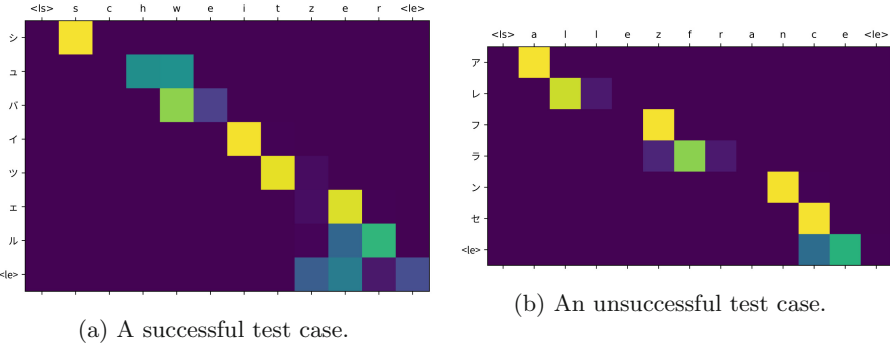 <ls> s c h w e i t z e r <le>
シ
ュ
バ
イ
ツ
ェ
ル
<le>
(a) A successful test case.
<ls> a l l e z f r a n c e <le>
ア
レ
フ
ラ
ン
セ
<le>
(b) An unsuccessful test case.